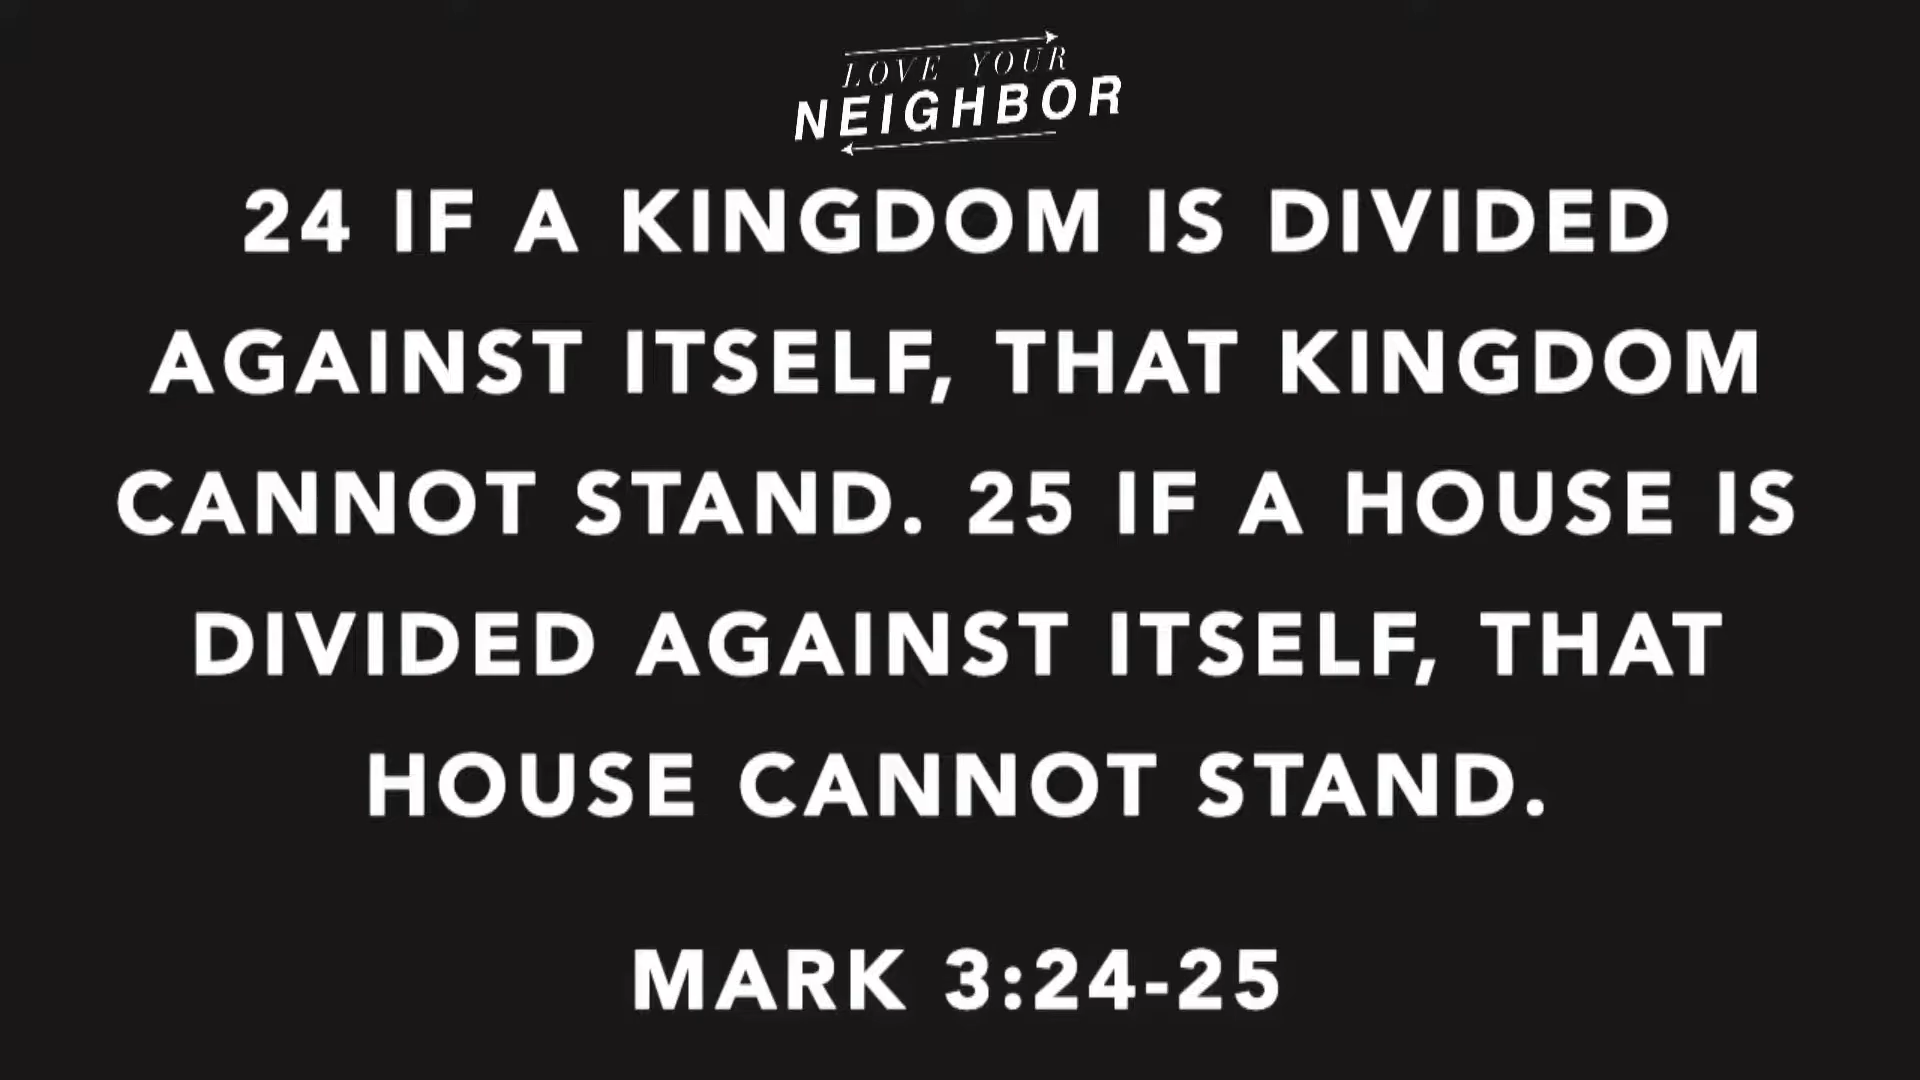 LOVE YOUR
NEIGHBOR
24 IF A KINGDOM IS DIVIDED
AGAINST ITSELF, THAT KINGDOM
CANNOT STAND. 25 IF A HOUSE IS
DIVIDED AGAINST ITSELF, THAT
HOUSE CANNOT STAND.
MARK 3:24-25